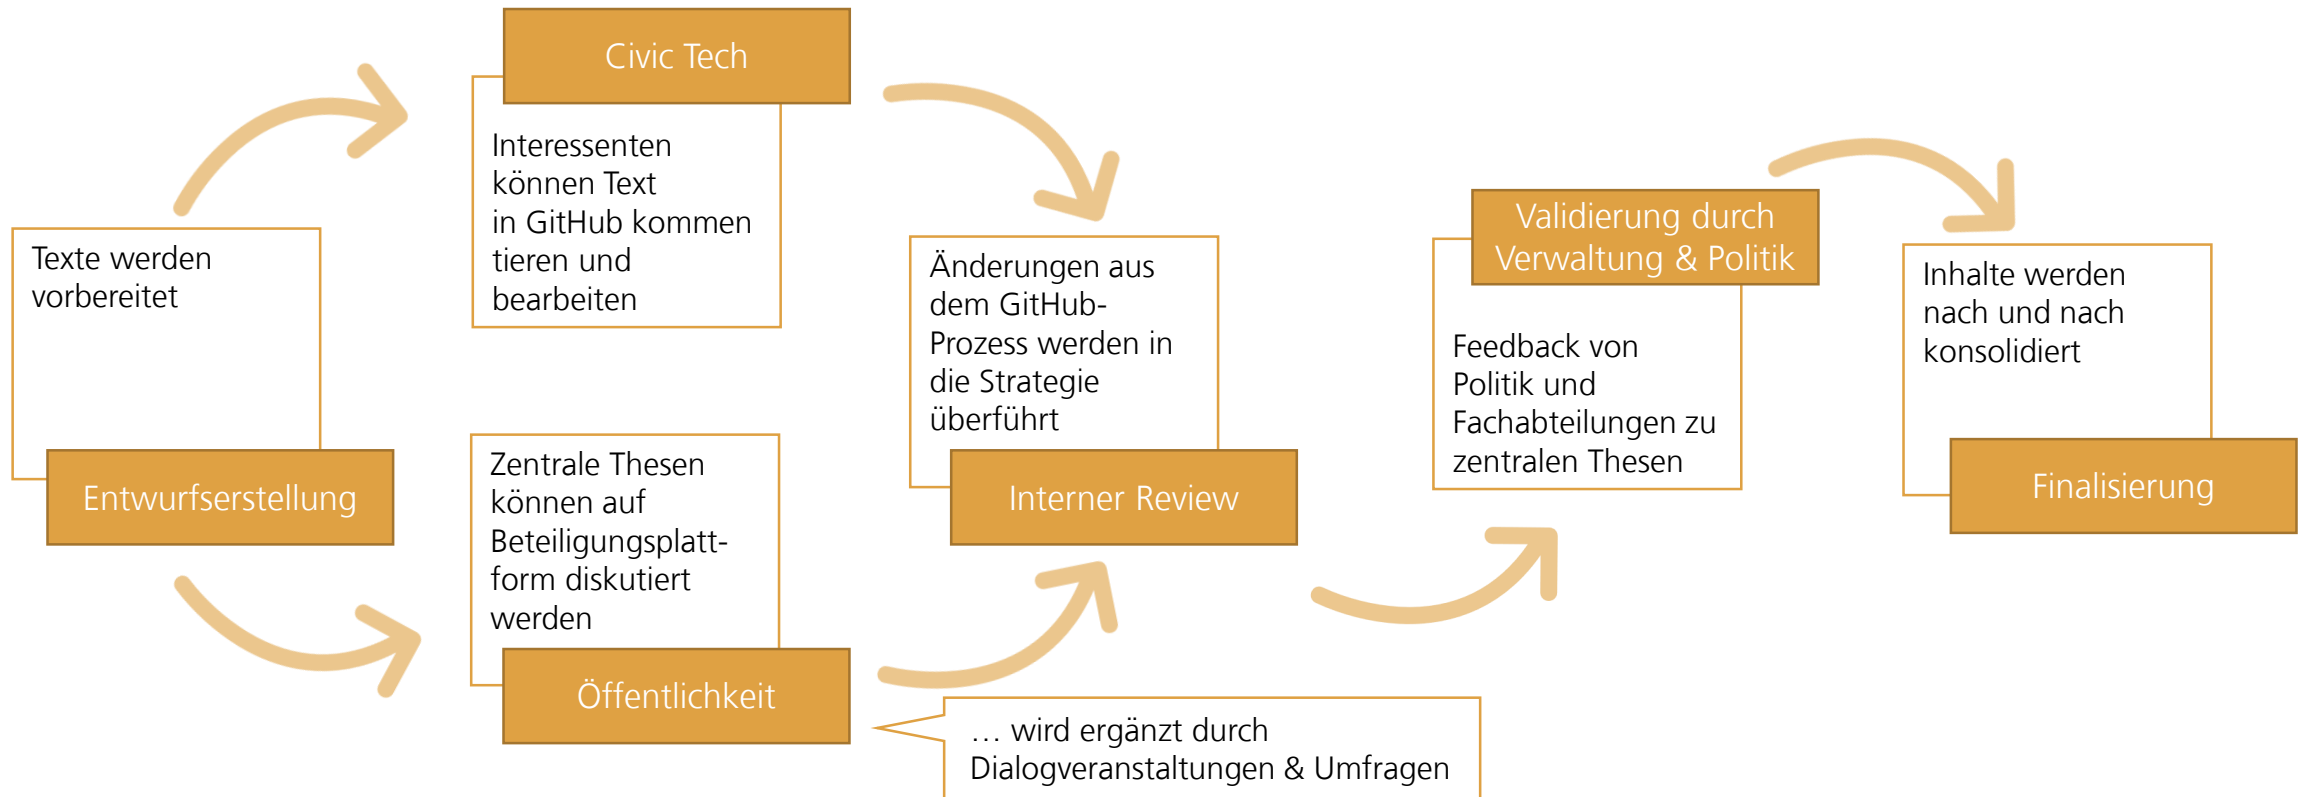 Texte werden
vorbereitet
Entwurfserstellung
Civic Tech
Interessenten
können Text
in GitHub kommen
tieren und
bearbeiten
Zentrale Thesen
können auf
Beteiligungsplatt-
form diskutiert
werden
Öffentlichkeit
… wird ergänzt durch
Dialogveranstaltungen & Umfragen
Änderungen aus
dem GitHub-
Prozess werden in
die Strategie
überführt
Interner Review
Validierung durch
Verwaltung & Politik
Feedback von
Politik und
Fachabteilungen zu
zentralen Thesen
Inhalte werden
nach und nach
konsolidiert
Finalisierung